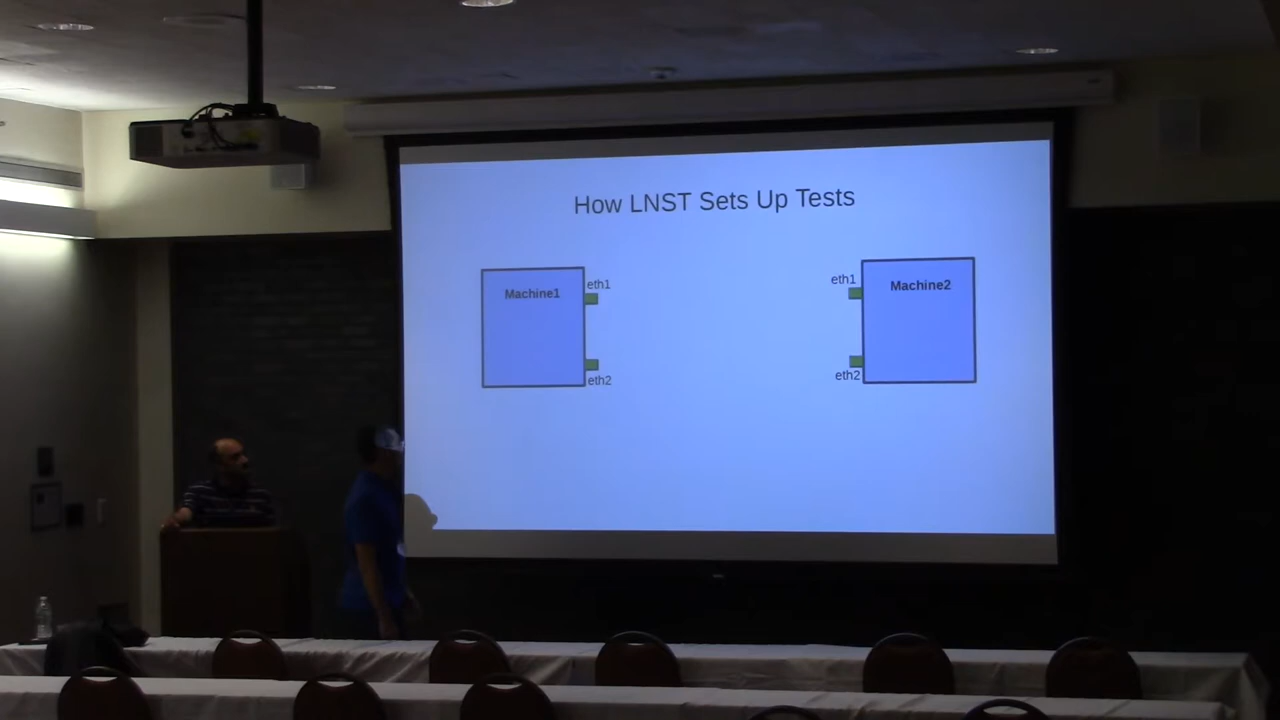 How LNST Sets Up Tests
eth1
Machine1
eth2
eth1
Machine2
eth2